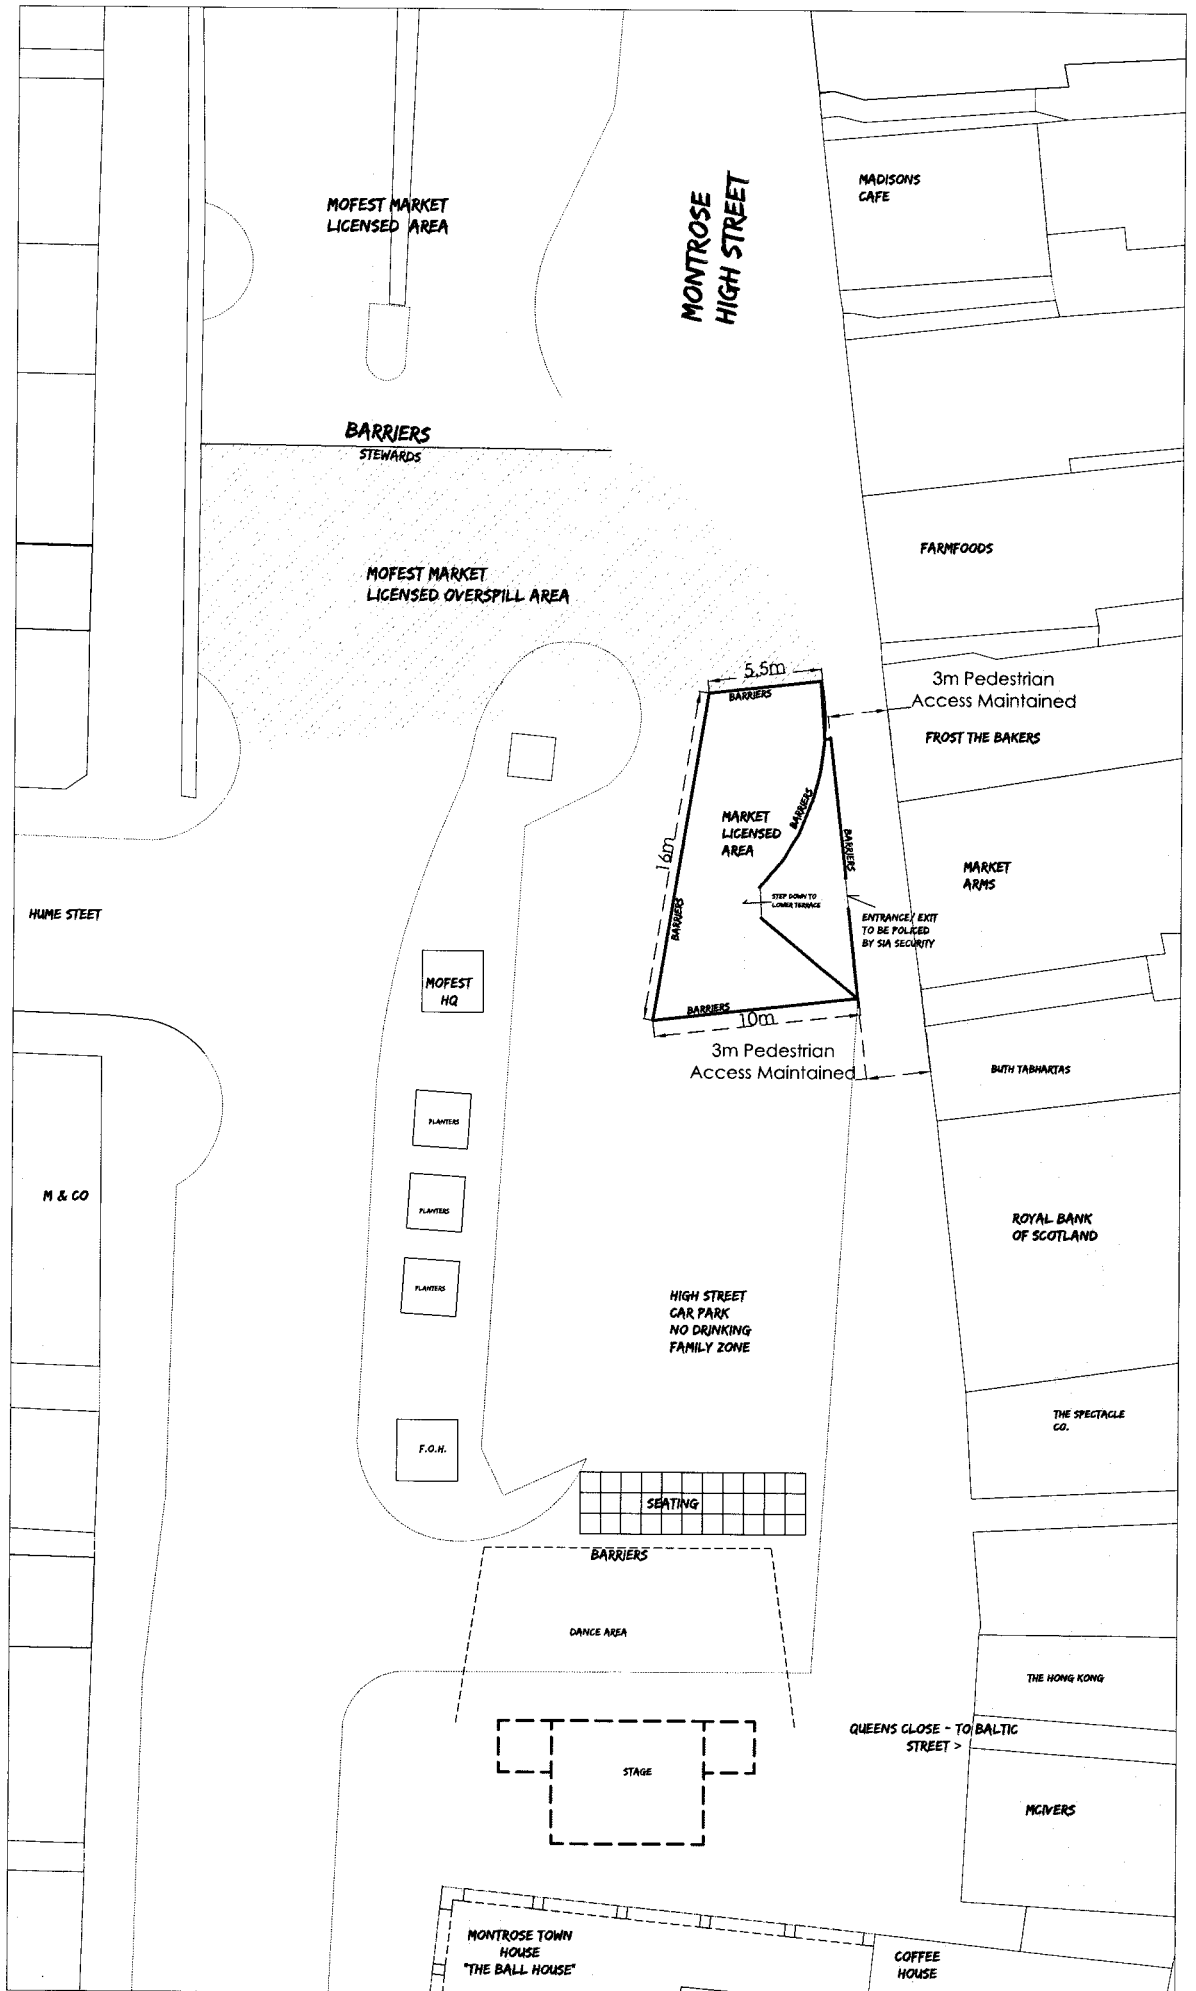 MADISONS
CAFE
MOFEST MARKET
LICENSED AREA
MONTROSE
HIGH STREET
BARRIERS
STEWARDS
FARMFOODS
MOFEST MARKET
LICENSED OVERSPILL AREA
5.5m
BARRIERS
3m Pedestrian
Access Maintained
FROST THE BAKERS
BARRIERS
MARKET
LICENSED
AREA
BARRIERS
16m
MARKET
ARMS
STEP DOWN TO
LOWER TERRACE
HUME STEET
BARRIERS
ENTRANCE/ EXIT
TO BE POLICED
BY SIA SECURITY
MOFEST
HQ
BARRIERS
10m
3m Pedestrian
Access Maintained
BUTH TABHARTAS
PLANTERS
M & CO
PLANTERS
ROYAL BANK
OF SCOTLAND
PLANTERS
HIGH STREET
CAR PARK
NO DRINKING
FAMILY ZONE
THE SPECTACLE
CO.
F.O.H.
SEATING
BARRIERS
DANCE AREA
THE HONG KONG
QUEENS CLOSE - TO BALTIC
STREET >
STAGE
MCIVERS
MONTROSE TOWN
HOUSE
"THE BALL HOUSE"
COFFEE
HOUSE